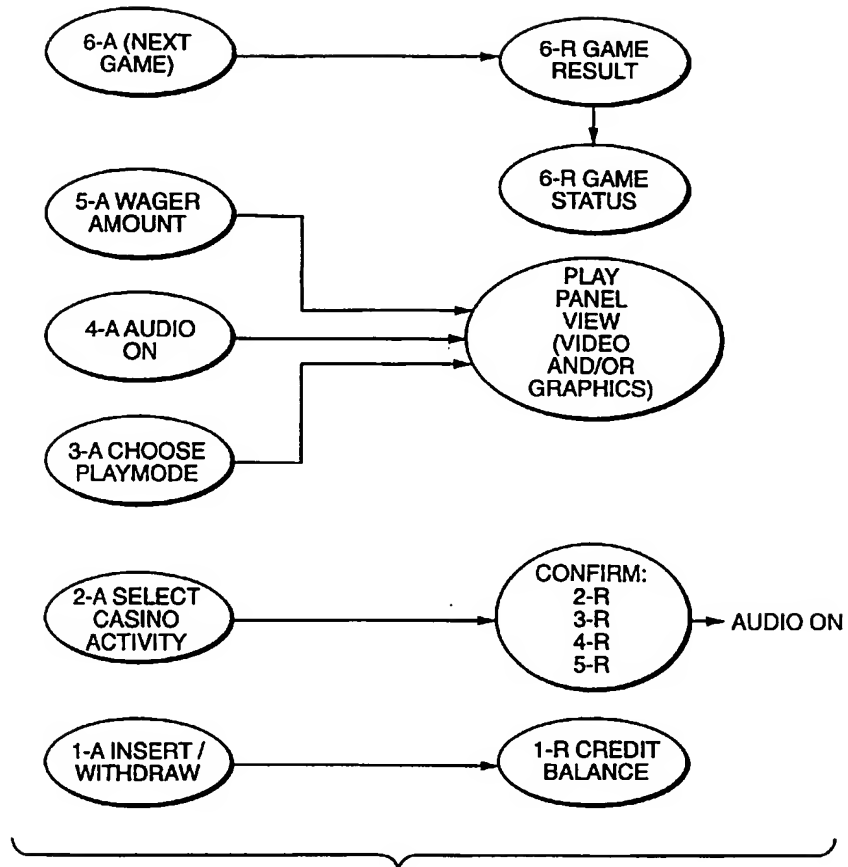 6-A (NEXT
GAME)
6-R GAME
RESULT
6-R GAME
STATUS
5-A WAGER
AMOUNT
4-A AUDIO
ON
3-A CHOOSE
PLAYMODE
PLAY
PANEL
VIEW
(VIDEO
AND/OR
GRAPHICS)
2-A SELECT
CASINO
ACTIVITY
CONFIRM:
2-R
3-R
4-R
5-R
AUDIO ON
1-A INSERT /
WITHDRAW
1-R CREDIT
BALANCE